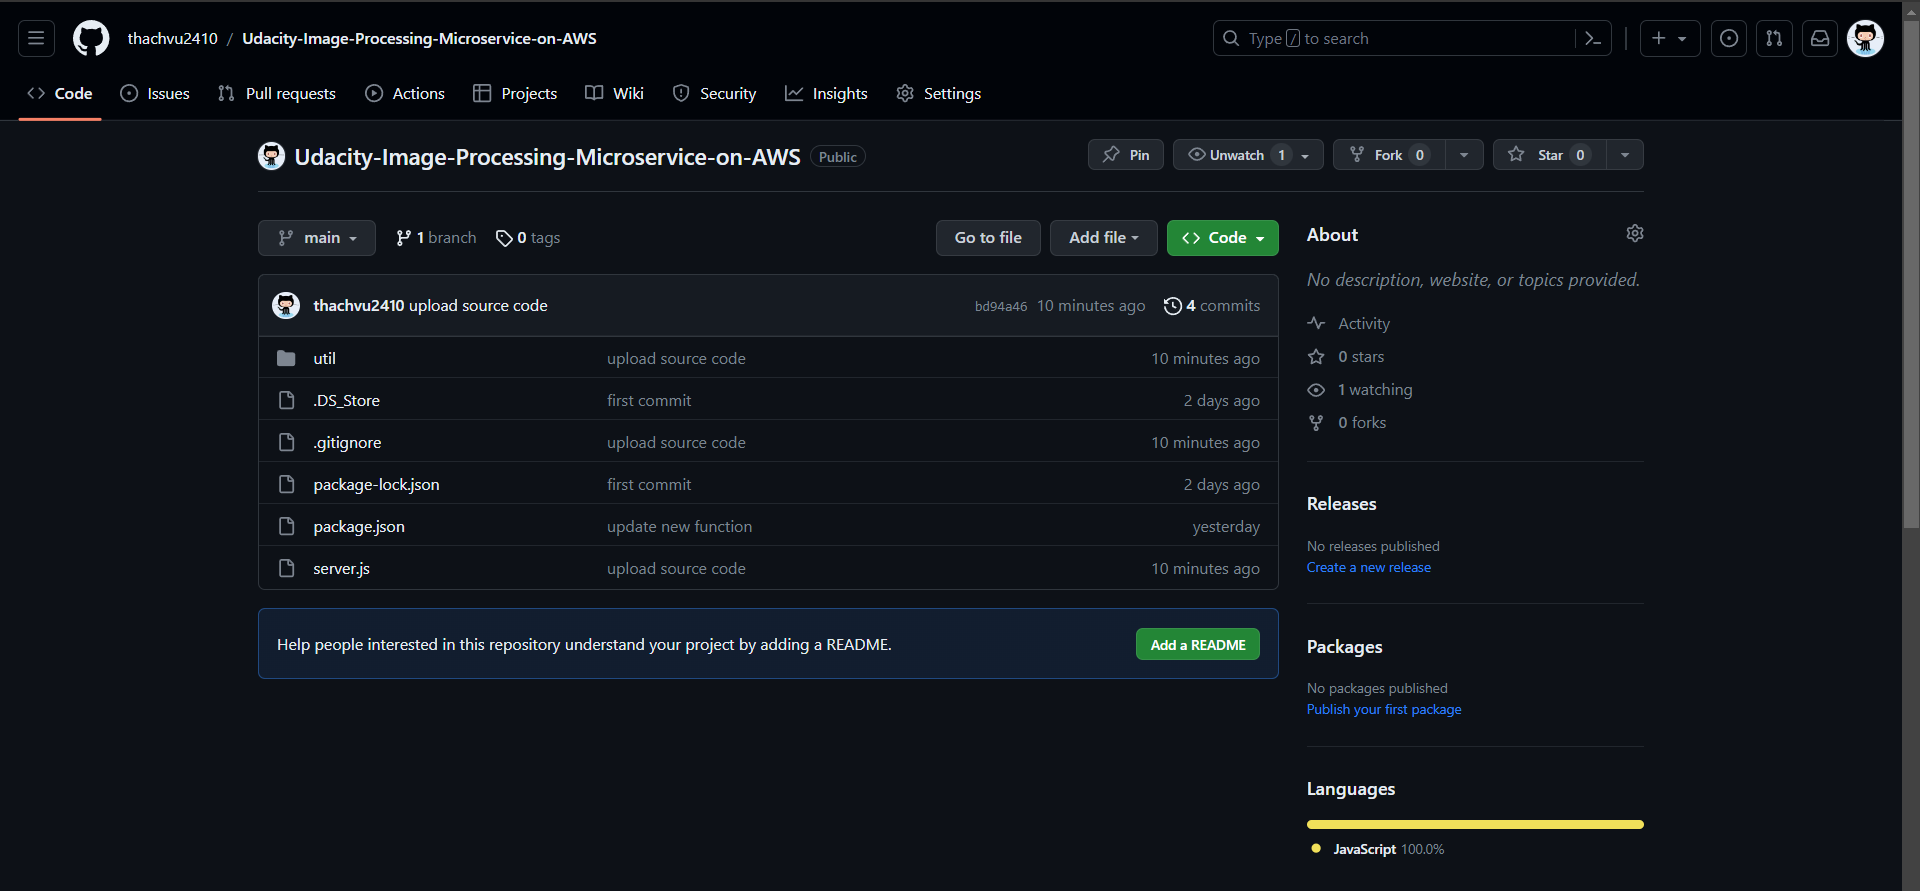 thachvu2410 / Udacity-Image-Processing-Microservice-on-AWS Type / to search
Code Issues Pull requests Actions Projects Wiki Security Insights Settings
Udacity-Image-Processing-Microservice-on-AWS Public Pin Unwatch 1 Fork 0 Star 0
main 1 branch 0 tags Go to file Add file Code
thachvu2410 upload source code bd94a46 10 minutes ago 4 commits
util upload source code 10 minutes ago
.DS_Store first commit 2 days ago
.gitignore upload source code 10 minutes ago
package-lock.json first commit 2 days ago
package.json update new function yesterday
server.js upload source code 10 minutes ago
Help people interested in this repository understand your project by adding a README. Add a README
About
No description, website, or topics provided.
Activity
0 stars
1 watching
0 forks
Releases
No releases published
Create a new release
Packages
No packages published
Publish your first package
Languages
JavaScript 100.0%